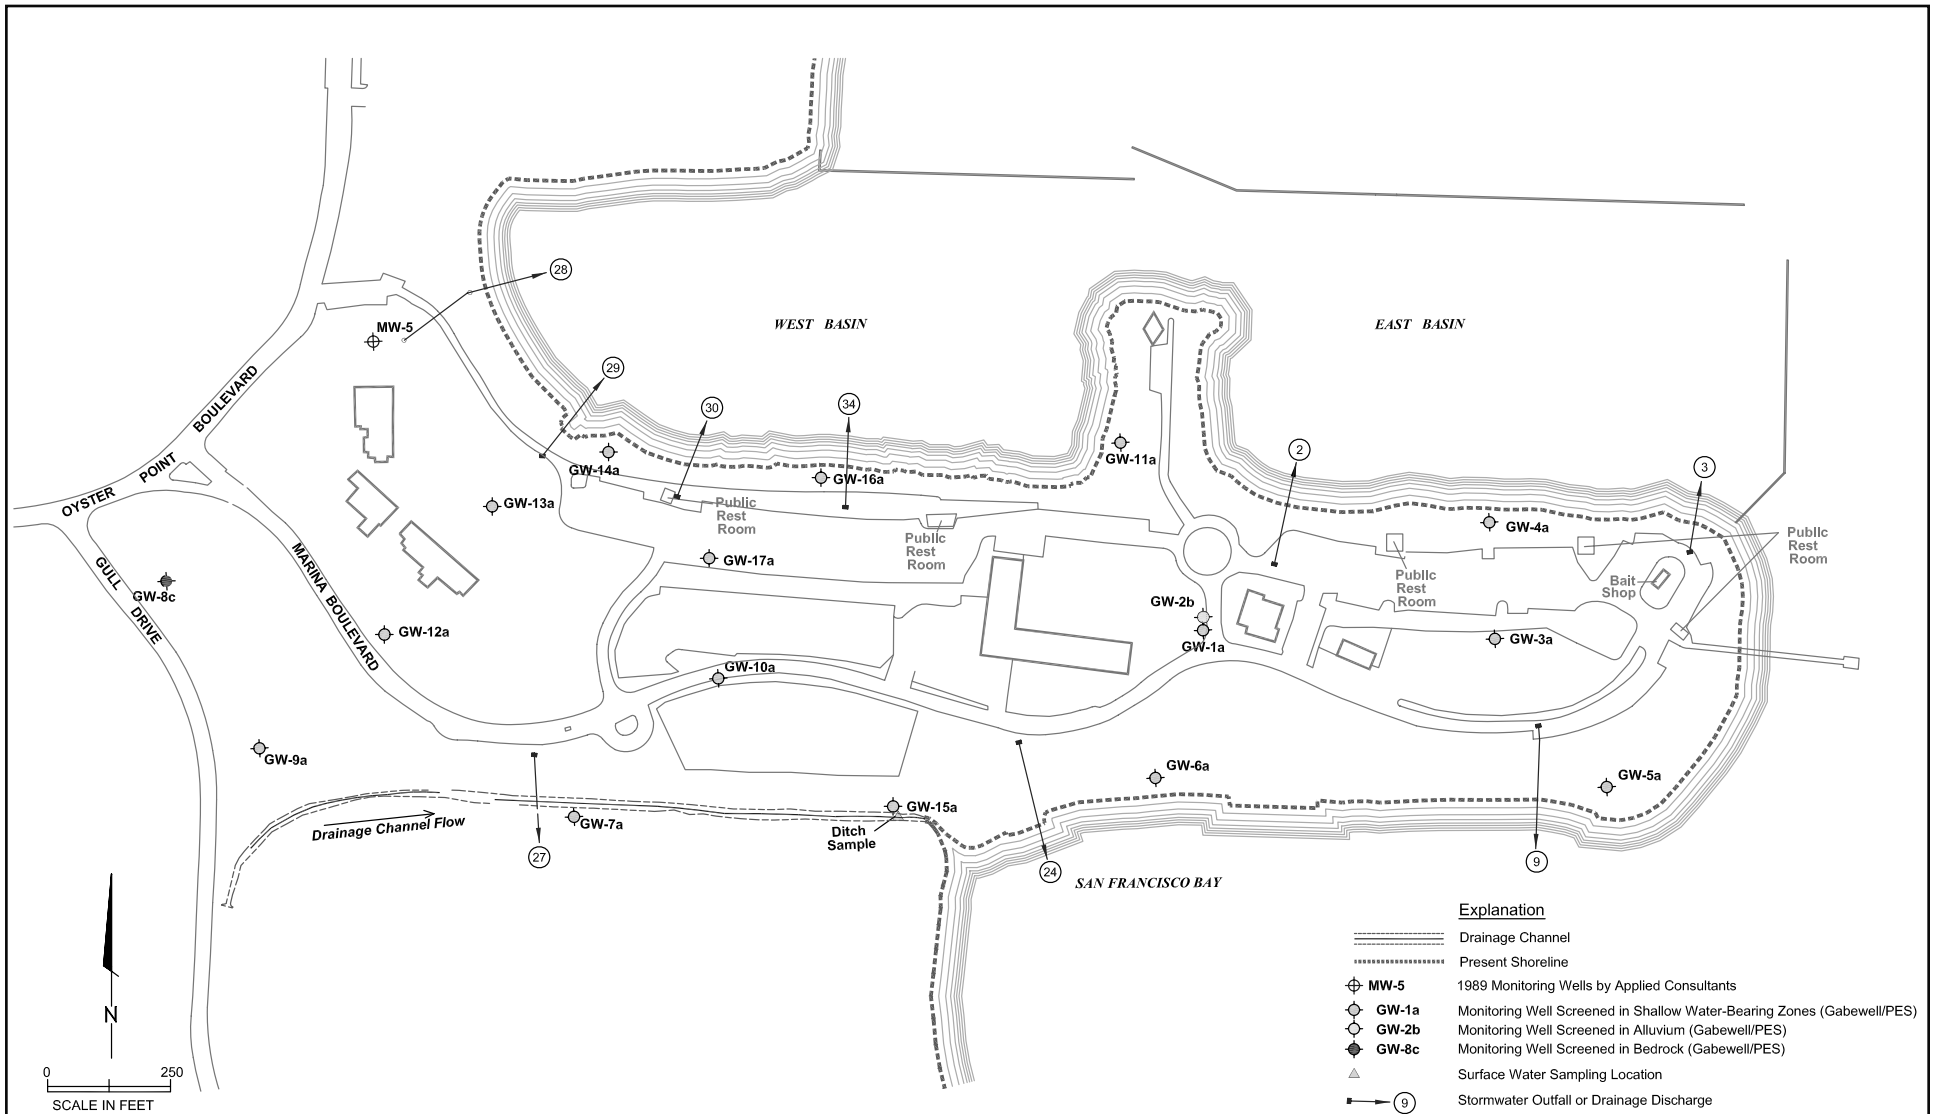 28
MW-5
WEST BASIN
EAST BASIN
29
30
34
2
3
OYSTER POINT BOULEVARD
GW-14a
GW-16a
GW-11a
GW-13a
GW-4a
Public
Rest
Room
Public
Rest
Room
Public
Rest
Room
Public
Rest
Room
Bait
Shop
GW-17a
GULL DRIVE
MARINA BOULEVARD
GW-8c
GW-2b
GW-1a
GW-12a
GW-3a
GW-10a
GW-9a
GW-6a
GW-5a
GW-15a
GW-7a
Drainage Channel Flow
Ditch
Sample
27
24
9
SAN FRANCISCO BAY
N
0 250
SCALE IN FEET
Explanation
Drainage Channel
Present Shoreline
MW-5 1989 Monitoring Wells by Applied Consultants
GW-1a Monitoring Well Screened in Shallow Water-Bearing Zones (Gabewell/PES)
GW-2b Monitoring Well Screened in Alluvium (Gabewell/PES)
GW-8c Monitoring Well Screened in Bedrock (Gabewell/PES)
Surface Water Sampling Location
9 Stormwater Outfall or Drainage Discharge